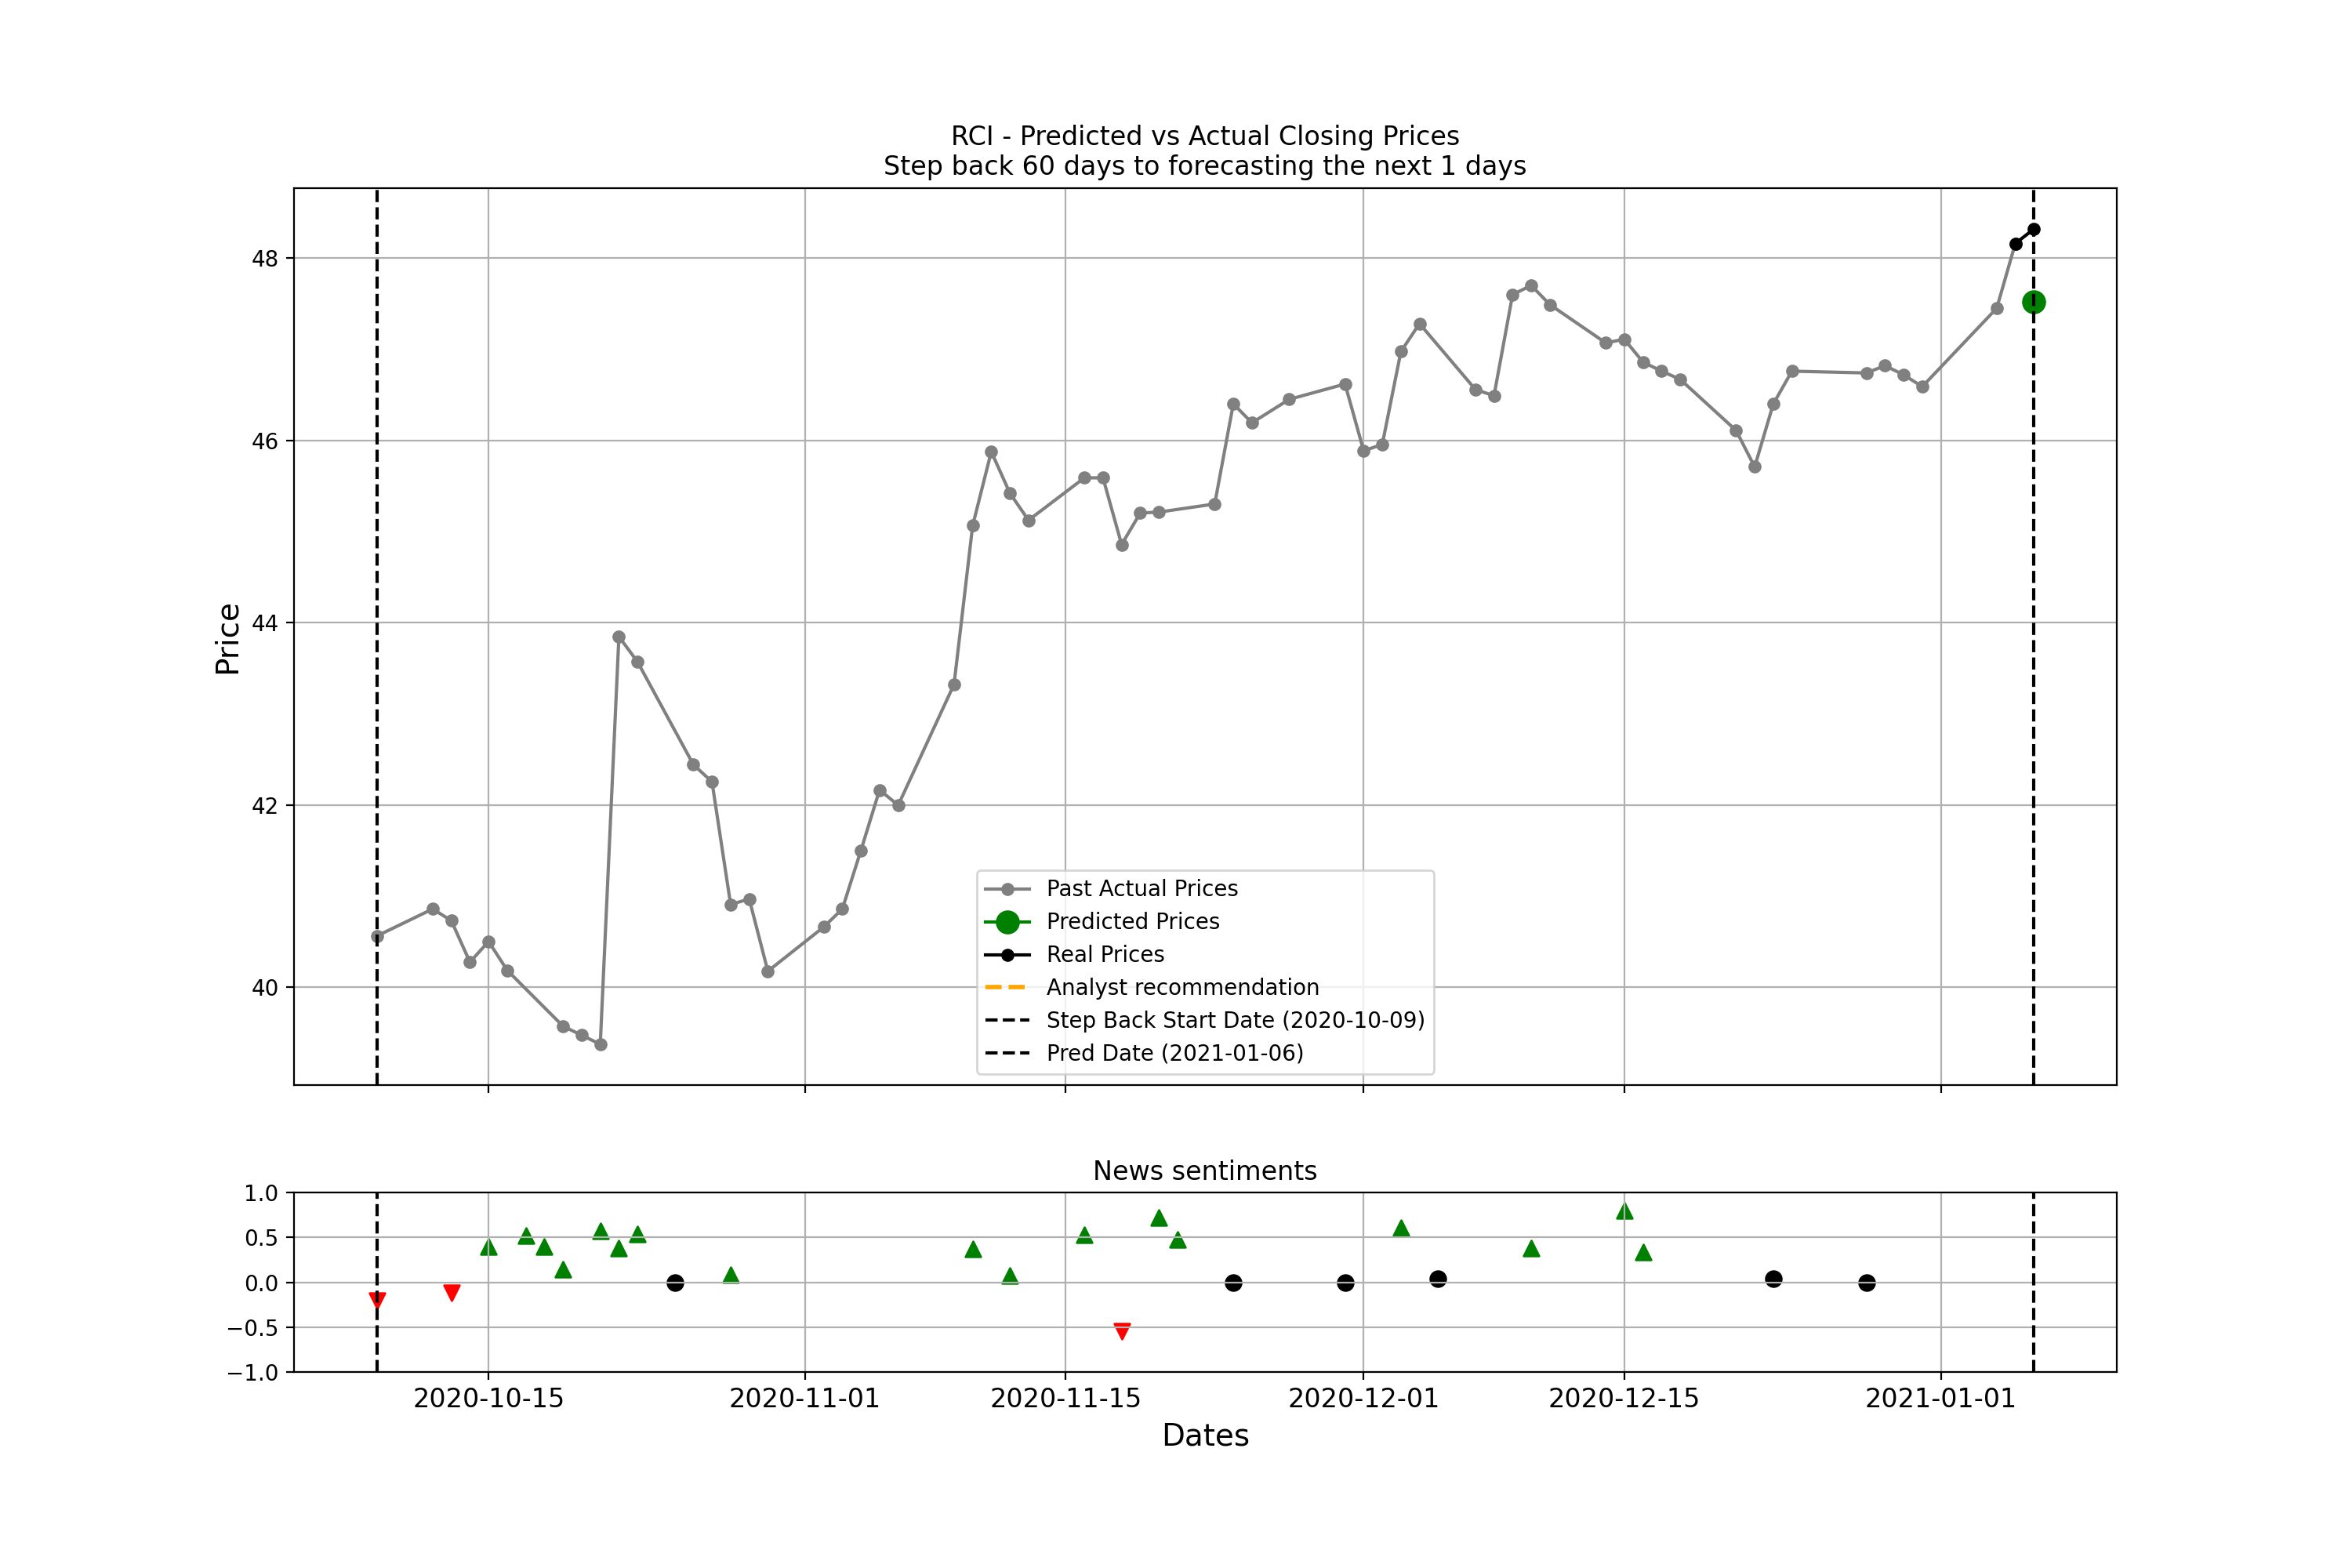 RCI - Predicted vs Actual Closing Prices
Step back 60 days to forecasting the next 1 days
48
46
44
42
40
Price
Past Actual Prices
Predicted Prices
Real Prices
Analyst recommendation
Step Back Start Date (2020-10-09)
Pred Date (2021-01-06)
News sentiments
1.0
0.5
0.0
−0.5
−1.0
2020-10-15 2020-11-01 2020-11-15 2020-12-01 2020-12-15 2021-01-01
Dates